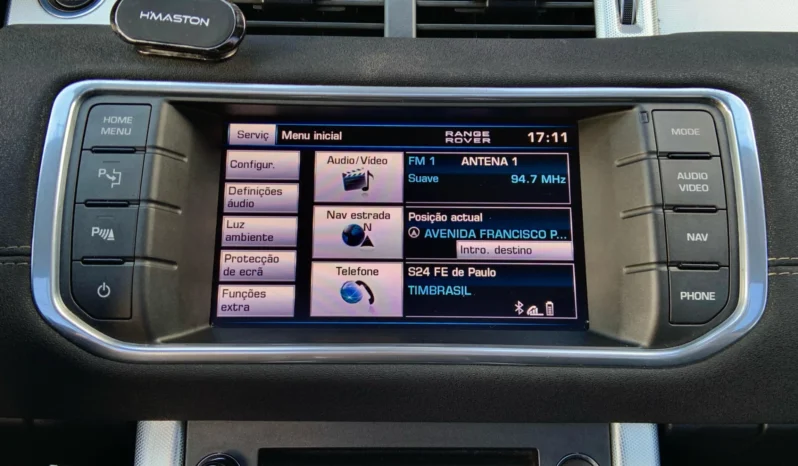 H'MASTON
HOME
MENU
MODE
AUDIO
VIDEO
NAV
PHONE
Serviç
Menu inicial
RANGE
ROVER
17:11
Configur.
Definições
áudio
Luz
ambiente
Protecção
de ecrã
Funções
extra
Audio/Vídeo
FM 1
ANTENA 1
Suave
94.7 MHz
Nav estrada
N
Posição actual
A AVENIDA FRANCISCO P...
Intro. destino
Telefone
S24 FE de Paulo
TIMBRASIL
P
P